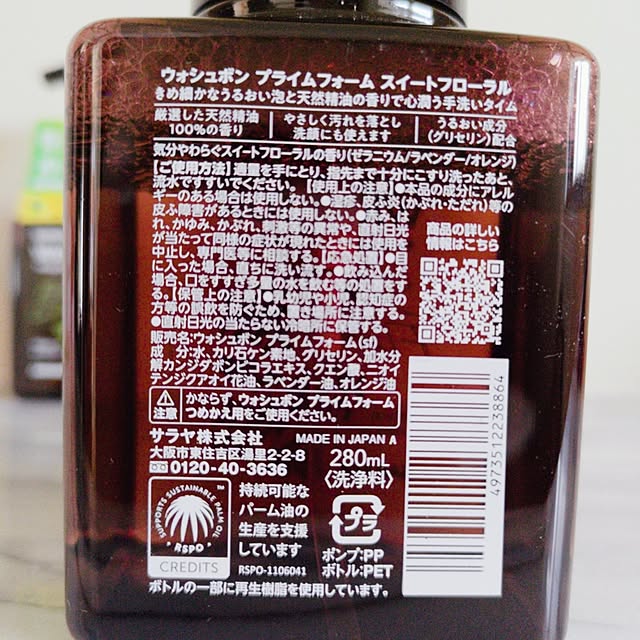 ウォシュボン プライムフォーム スイートフローラル
きめ細かなうるおい泡と天然精油の香りで心潤う手洗いタイム
厳選した天然精油
100%の香り
やさしく汚れを落とし
洗顔にも使えます
うるおい成分
(グリセリン)配合
気分やわらぐスイートフローラルの香り(ゼラニウム/ラベンダー/オレンジ)
【ご使用方法】適量を手にとり、指先まで十分にこすり洗ったあと、
流水ですすいでください。【使用上の注意】●本品の成分にアレル
ギーのある場合は使用しない。●湿疹、皮ふ炎(かぶれ・ただれ)等の
皮ふ障害があるときには使用しない。●赤み、は
れ、かゆみ、かぶれ、刺激等の異常や、直射日光
が当たって同様の症状が現れたときには使用を
中止し、専門医等に相談する。【応急処置】●目
に入った場合、直ちに洗い流す。●飲み込んだ
場合、口をすすぎ多量の水を飲む等の処置をす
る。【保管上の注意】●乳幼児や小児、認知症の
方等の誤飲を防ぐため、置き場所に注意する。
●直射日光の当たらない冷暗所に保管する。
商品の詳しい
情報はこちら
販売名:ウォシュボン プライムフォーム(sf)
成 分:水、カリ石ケン素地、グリセリン、加水分
解カンジダボンビコラエキス、クエン酸、ニオイ
テンジクアオイ花油、ラベンダー油、オレンジ油
注意
かならず、ウォシュボン プライムフォーム
つめかえ用をご使用ください。
サラヤ株式会社
MADE IN JAPAN A
大阪市東住吉区湯里2-2-8
0120-40-3636
280mL
〈洗浄料〉
SUPPORTS SUSTAINABLE PALM OIL
RSPO
TM
CREDITS
持続可能な
パーム油の
生産を支援
しています
RSPO-1106041
プラ
ポンプ:PP
ボトル:PET
ボトルの一部に再生樹脂を使用しています。
4973512238864